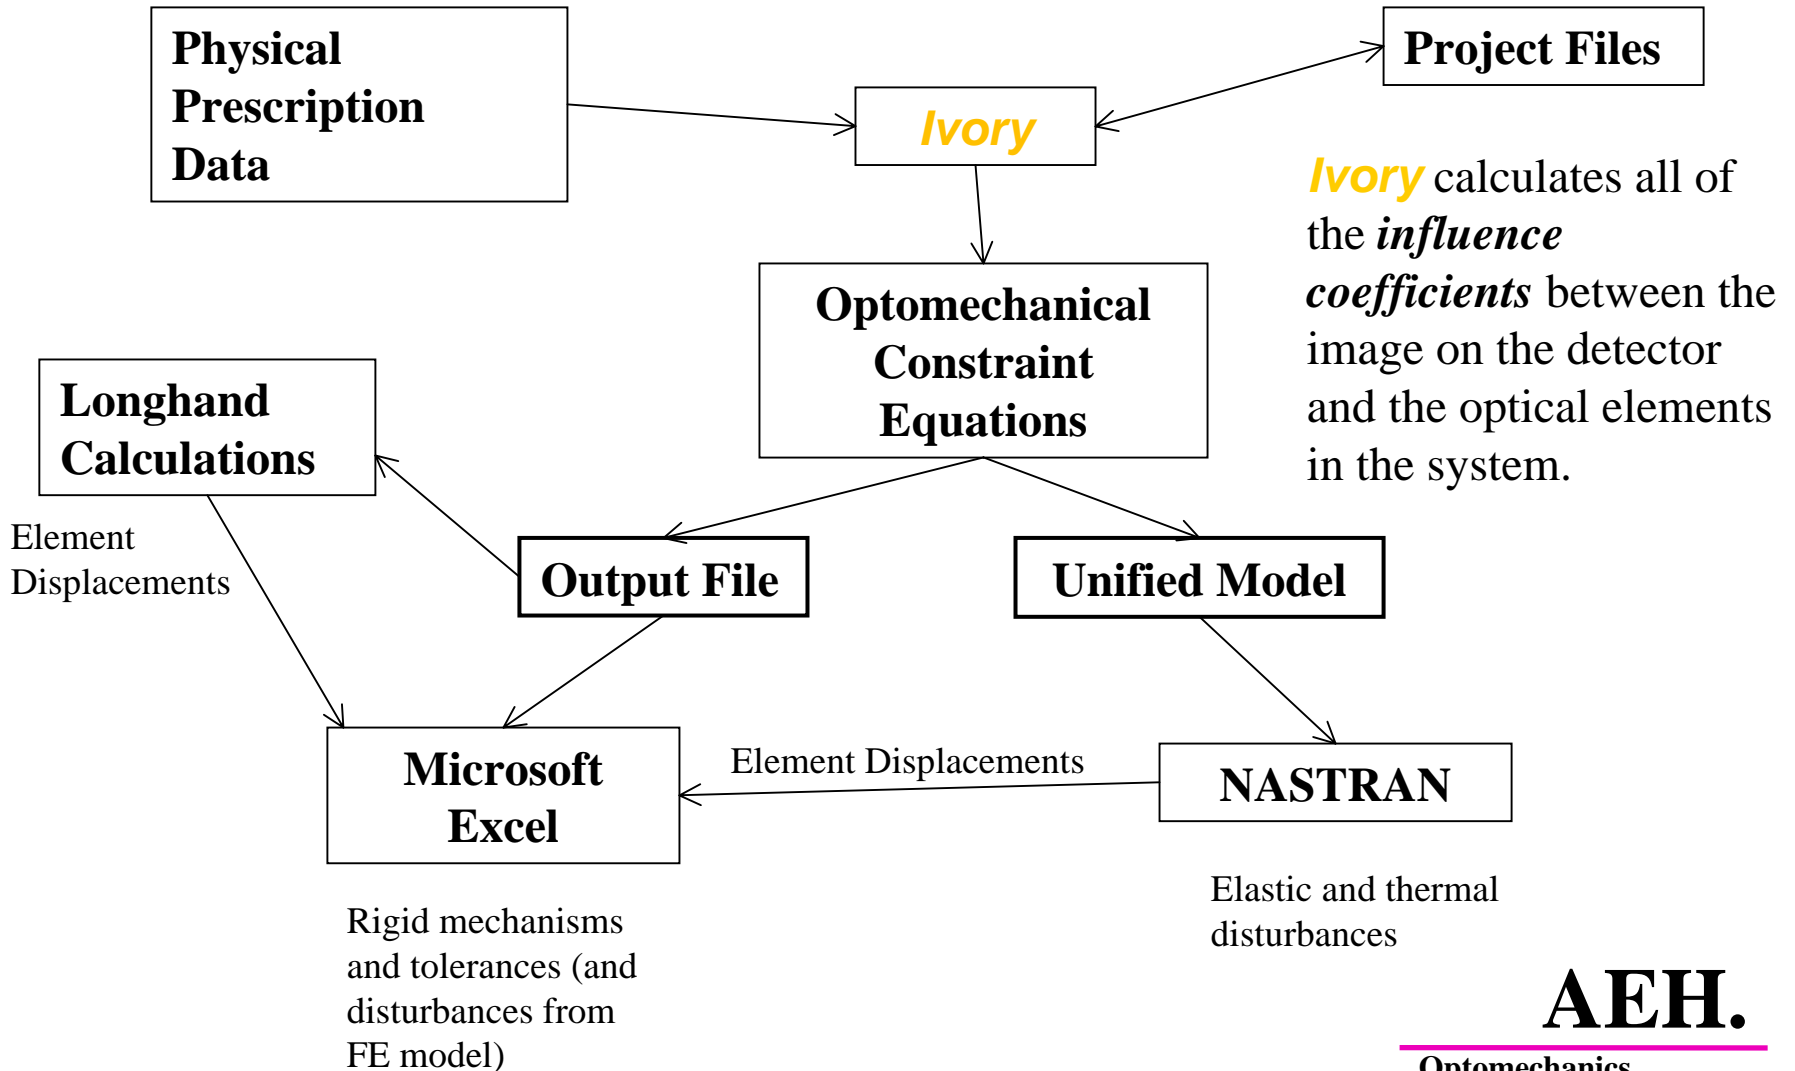 Physical
Prescription
Data
Project Files
Ivory
Ivory calculates all of
the influence
coefficients between the
image on the detector
and the optical elements
in the system.
Optomechanical
Constraint
Equations
Longhand
Calculations
Element
Displacements
Output File
Unified Model
Microsoft
Excel
Element Displacements
NASTRAN
Rigid mechanisms
and tolerances (and
disturbances from
FE model)
Elastic and thermal
disturbances
AEH.
Optomechanics